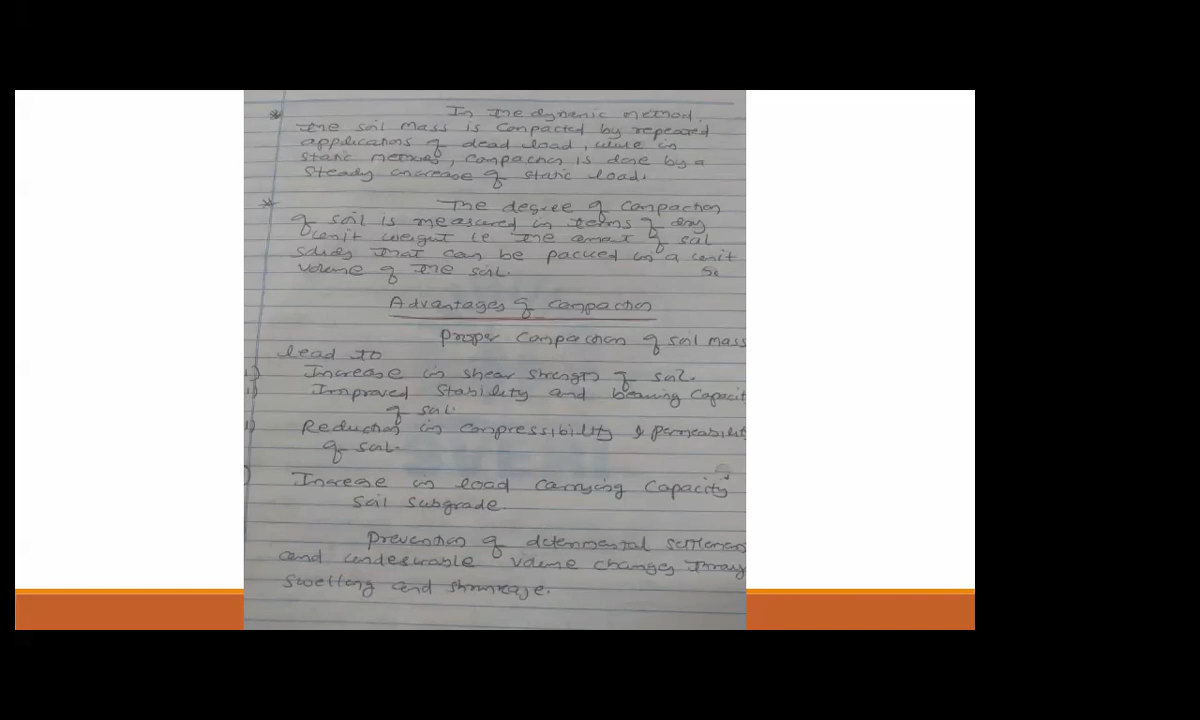 * In the dynamic method,
the soil mass is compacted by repeated
applications of dead load, while in
static method, compaction is done by a
steady increase of static load.
* The degree of compaction
of soil is measured in terms of dry
unit weight i.e the amount of soil
solids that can be packed in a unit
volume of the soil.
Advantages of compaction
Proper compaction of soil mass
lead to
Increase in shear strength of soil.
Improved stability and bearing capacit
of soil.
Reduction in compressibility & permeabilit
of soil.
Increase in load carrying capacity
soil subgrade.
Prevention of detrimental settlement
and undesirable volume changes through
swelling and shrinkage.